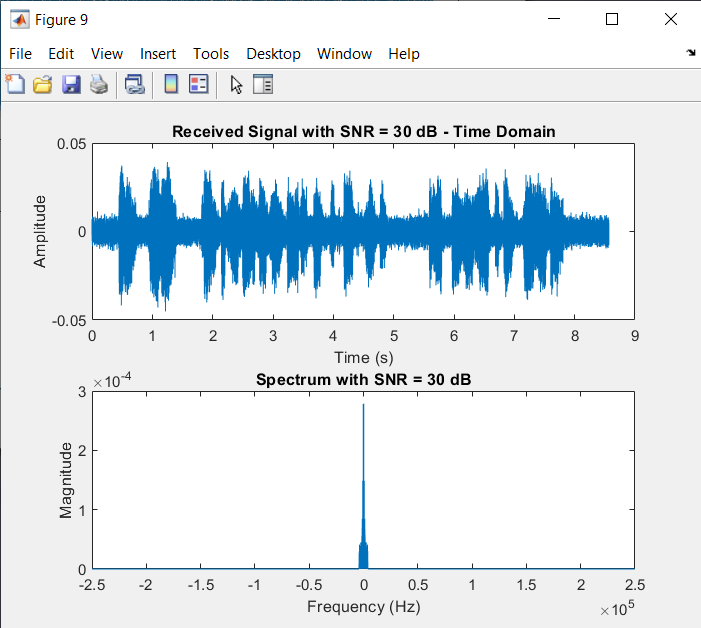 Figure 9
File Edit View Insert Tools Desktop Window Help
Received Signal with SNR = 30 dB - Time Domain
0.05
0
-0.05
Amplitude
0 1 2 3 4 5 6 7 8 9
Time (s)
Spectrum with SNR = 30 dB
×10-4
3
2
1
0
Magnitude
-2.5 -2 -1.5 -1 -0.5 0 0.5 1 1.5 2 2.5
Frequency (Hz)
×105